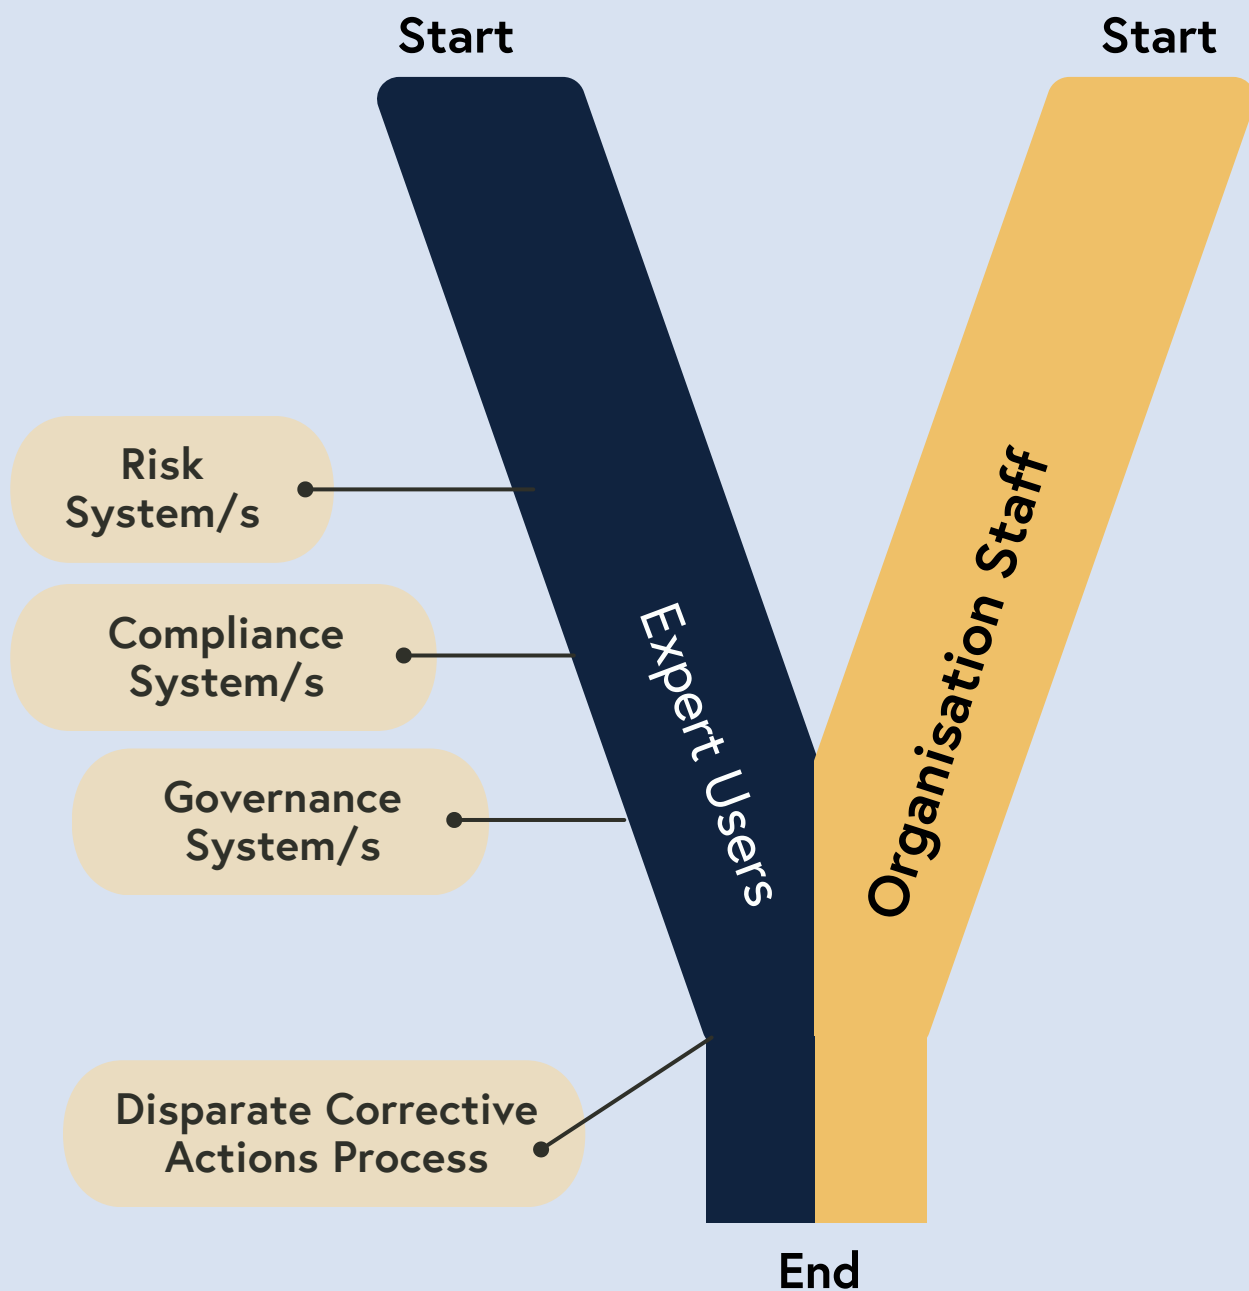 Start
Start
Risk
System/s
Compliance
System/s
Governance
System/s
Expert Users
Organisation Staff
Disparate Corrective
Actions Process
End